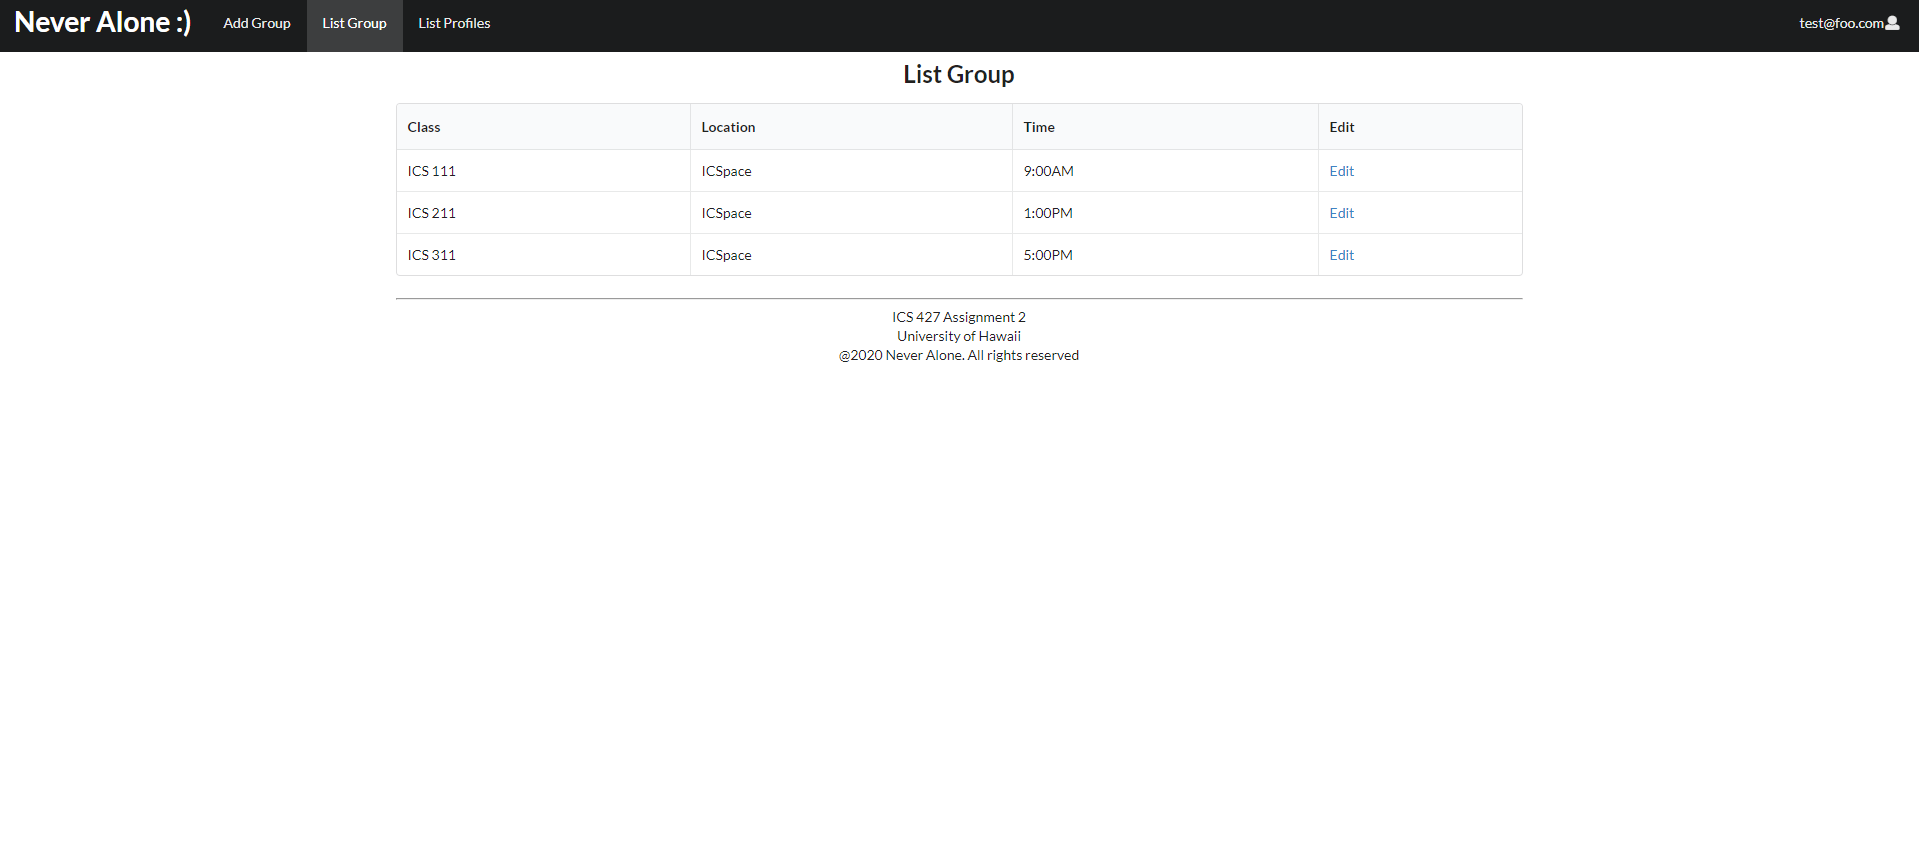 Never Alone :) Add Group List Group List Profiles test@foo.com
List Group
Class Location Time Edit
ICS 111 ICSpace 9:00AM Edit
ICS 211 ICSpace 1:00PM Edit
ICS 311 ICSpace 5:00PM Edit
ICS 427 Assignment 2
University of Hawaii
@2020 Never Alone. All rights reserved